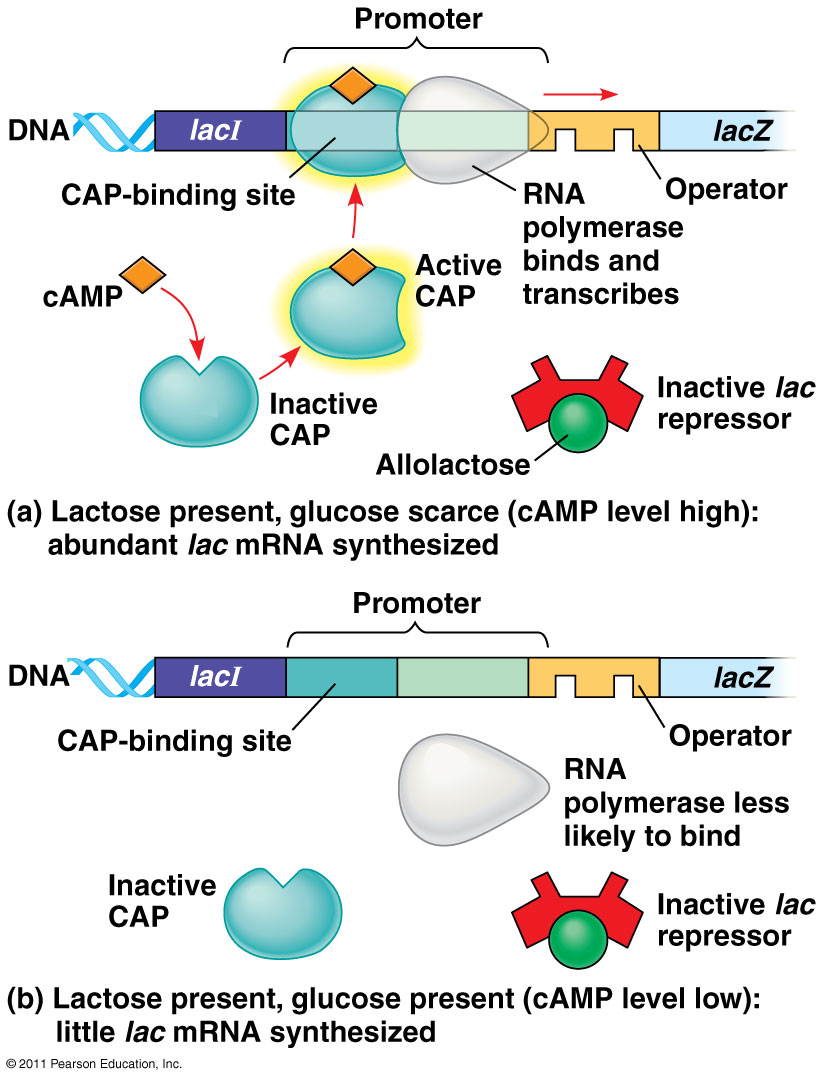 Promoter
DNA
lacI
lacZ
CAP-binding site
RNA
polymerase
binds and
transcribes
Operator
cAMP
Active
CAP
Inactive
CAP
Inactive lac
repressor
Allolactose
(a) Lactose present, glucose scarce (cAMP level high):
abundant lac mRNA synthesized
Promoter
DNA
lacI
lacZ
CAP-binding site
Operator
RNA
polymerase less
likely to bind
Inactive
CAP
Inactive lac
repressor
(b) Lactose present, glucose present (cAMP level low):
little lac mRNA synthesized
© 2011 Pearson Education, Inc.